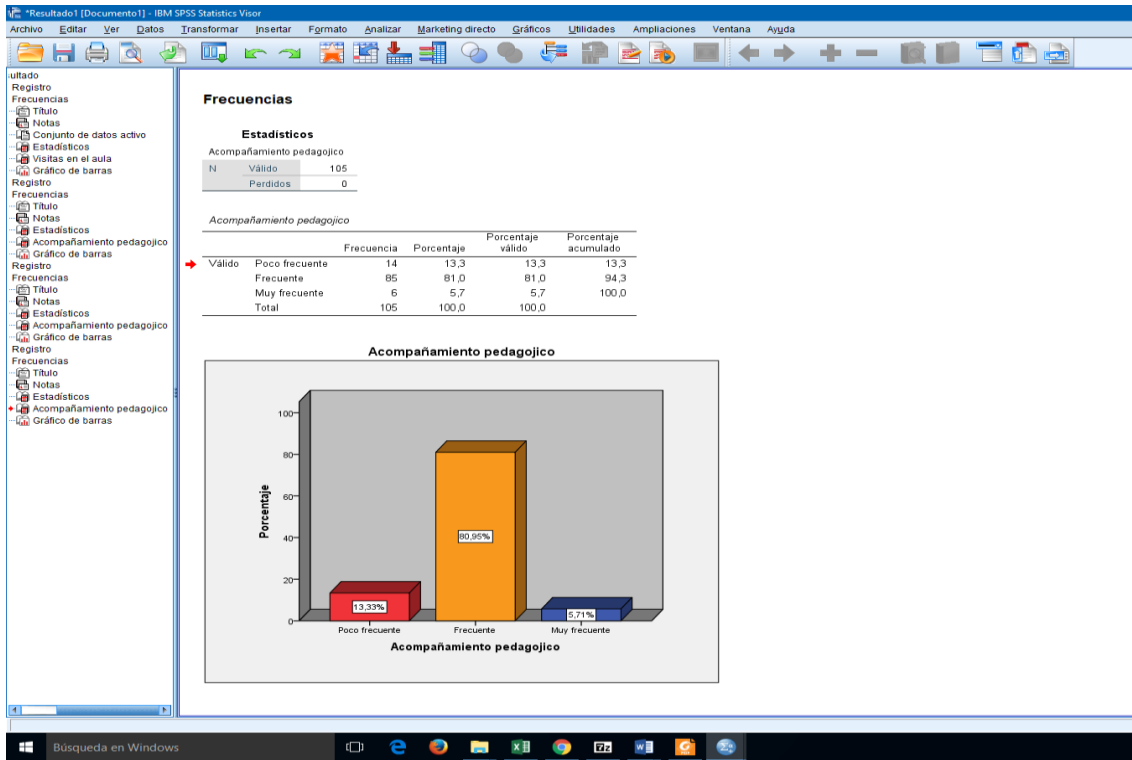 *Resultado1 [Documento1] - IBM SPSS Statistics Visor
Archivo Editar Ver Datos Transformar Insertar Formato Analizar Marketing directo Gráficos Utilidades Ampliaciones Ventana Ayuda
ultado
Registro
Frecuencias
Título
Notas
Conjunto de datos activo
Estadísticos
Visitas en el aula
Gráfico de barras
Registro
Frecuencias
Título
Notas
Estadísticos
Acompañamiento pedagojico
Gráfico de barras
Registro
Frecuencias
Título
Notas
Estadísticos
Acompañamiento pedagojico
Gráfico de barras
Registro
Frecuencias
Título
Notas
Estadísticos
Acompañamiento pedagojico
Gráfico de barras
Frecuencias
Estadísticos
Acompañamiento pedagojico
N Válido 105
Perdidos 0
Acompañamiento pedagojico
Frecuencia Porcentaje Porcentaje válido Porcentaje acumulado
Válido Poco frecuente 14 13,3 13,3 13,3
Frecuente 85 81,0 81,0 94,3
Muy frecuente 6 5,7 5,7 100,0
Total 105 100,0 100,0
Acompañamiento pedagojico
Porcentaje
100
80
60
40
20
0
13,33%
80,95%
5,71%
Poco frecuente Frecuente Muy frecuente
Acompañamiento pedagojico
Búsqueda en Windows
7z